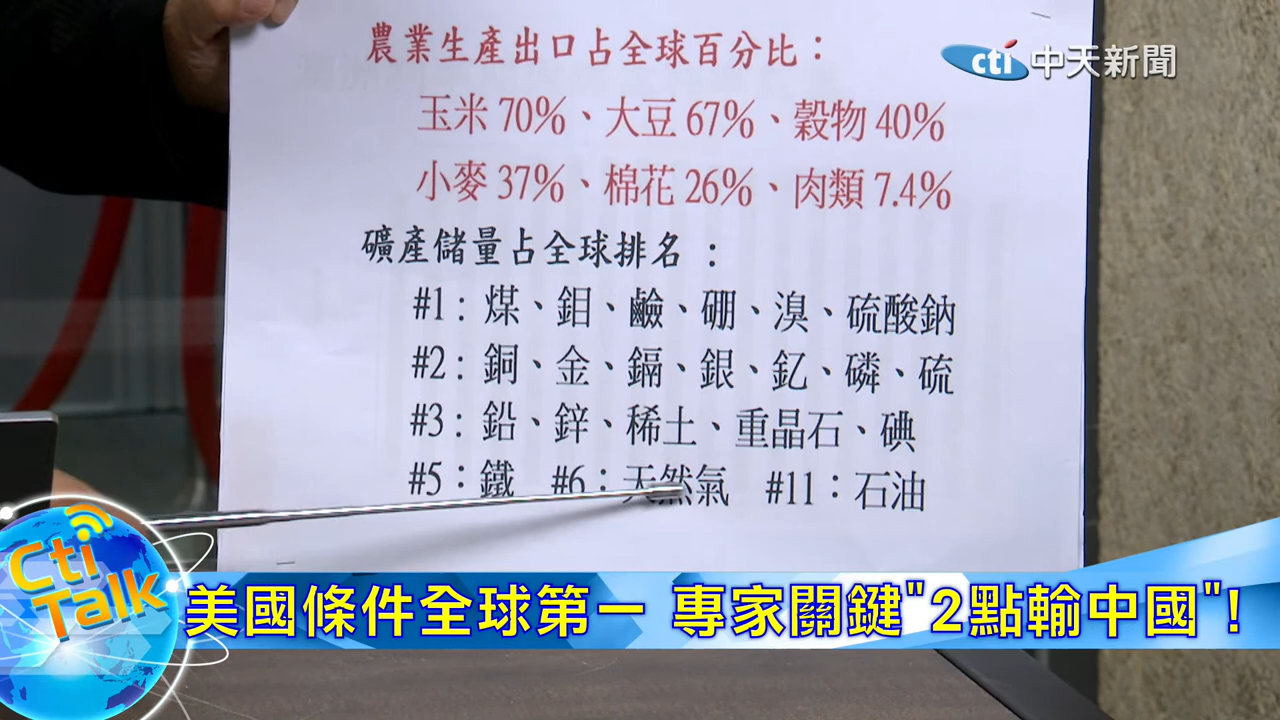 農業生產出口占全球百分比：
cti 中天新聞
玉米 70%、大豆 67%、穀物 40%
小麥 37%、棉花 26%、肉類 7.4%
礦產儲量占全球排名：
#1：煤、鉬、鹼、硼、溴、硫酸鈉
#2：銅、金、鎘、銀、釔、磷、硫
#3：鉛、鋅、稀土、重晶石、碘
#5：鐵 #6：天然氣 #11：石油
Cti Talk
美國條件全球第一 專家關鍵"2點輸中國"!